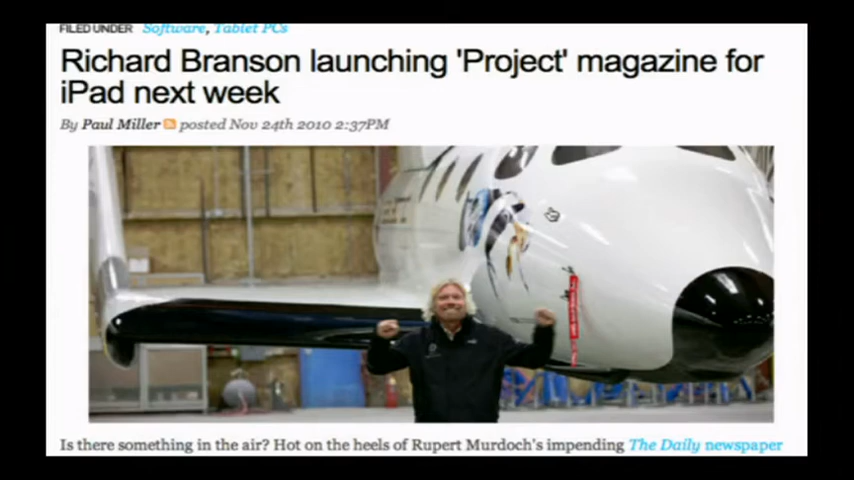 FILED UNDER Software, Tablet PCs
Richard Branson launching 'Project' magazine for
iPad next week
By Paul Miller posted Nov 24th 2010 2:37PM
Is there something in the air? Hot on the heels of Rupert Murdoch's impending The Daily newspaper